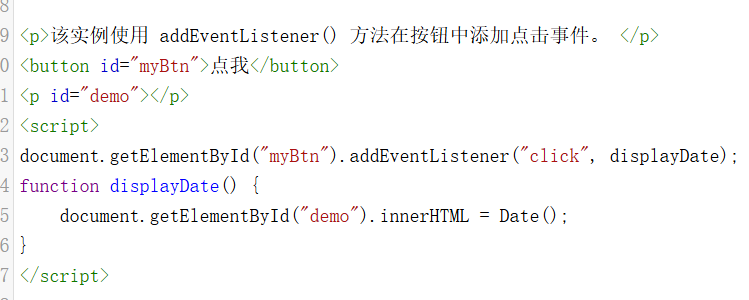 8
9 <p>该实例使用 addEventListener() 方法在按钮中添加点击事件。 </p>
0 <button id="myBtn">点我</button>
1 <p id="demo"></p>
2 <script>
3 document.getElementById("myBtn").addEventListener("click", displayDate);
4 function displayDate() {
5     document.getElementById("demo").innerHTML = Date();
6 }
7 </script>